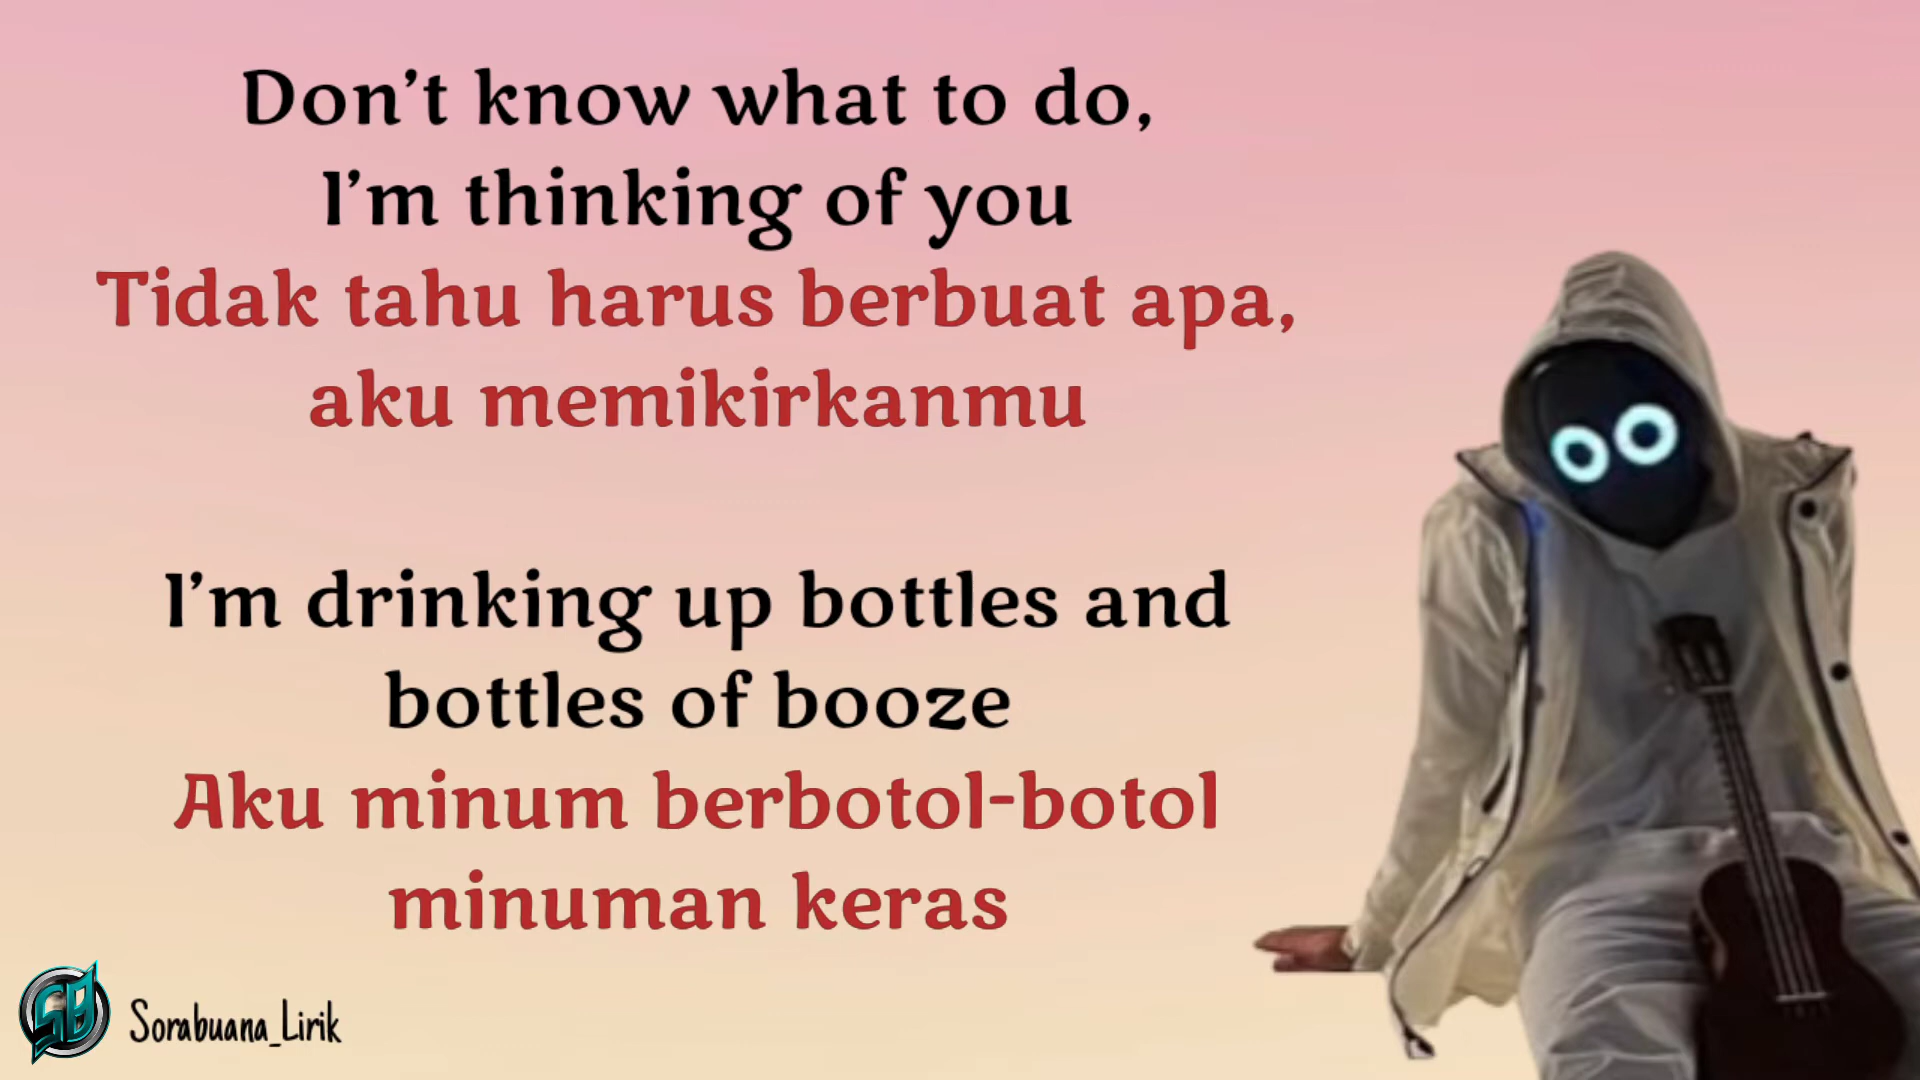 Don't know what to do,
I'm thinking of you
Tidak tahu harus berbuat apa,
aku memikirkanmu
I'm drinking up bottles and
bottles of booze
Aku minum berbotol-botol
minuman keras
Sorabuana_Lirik